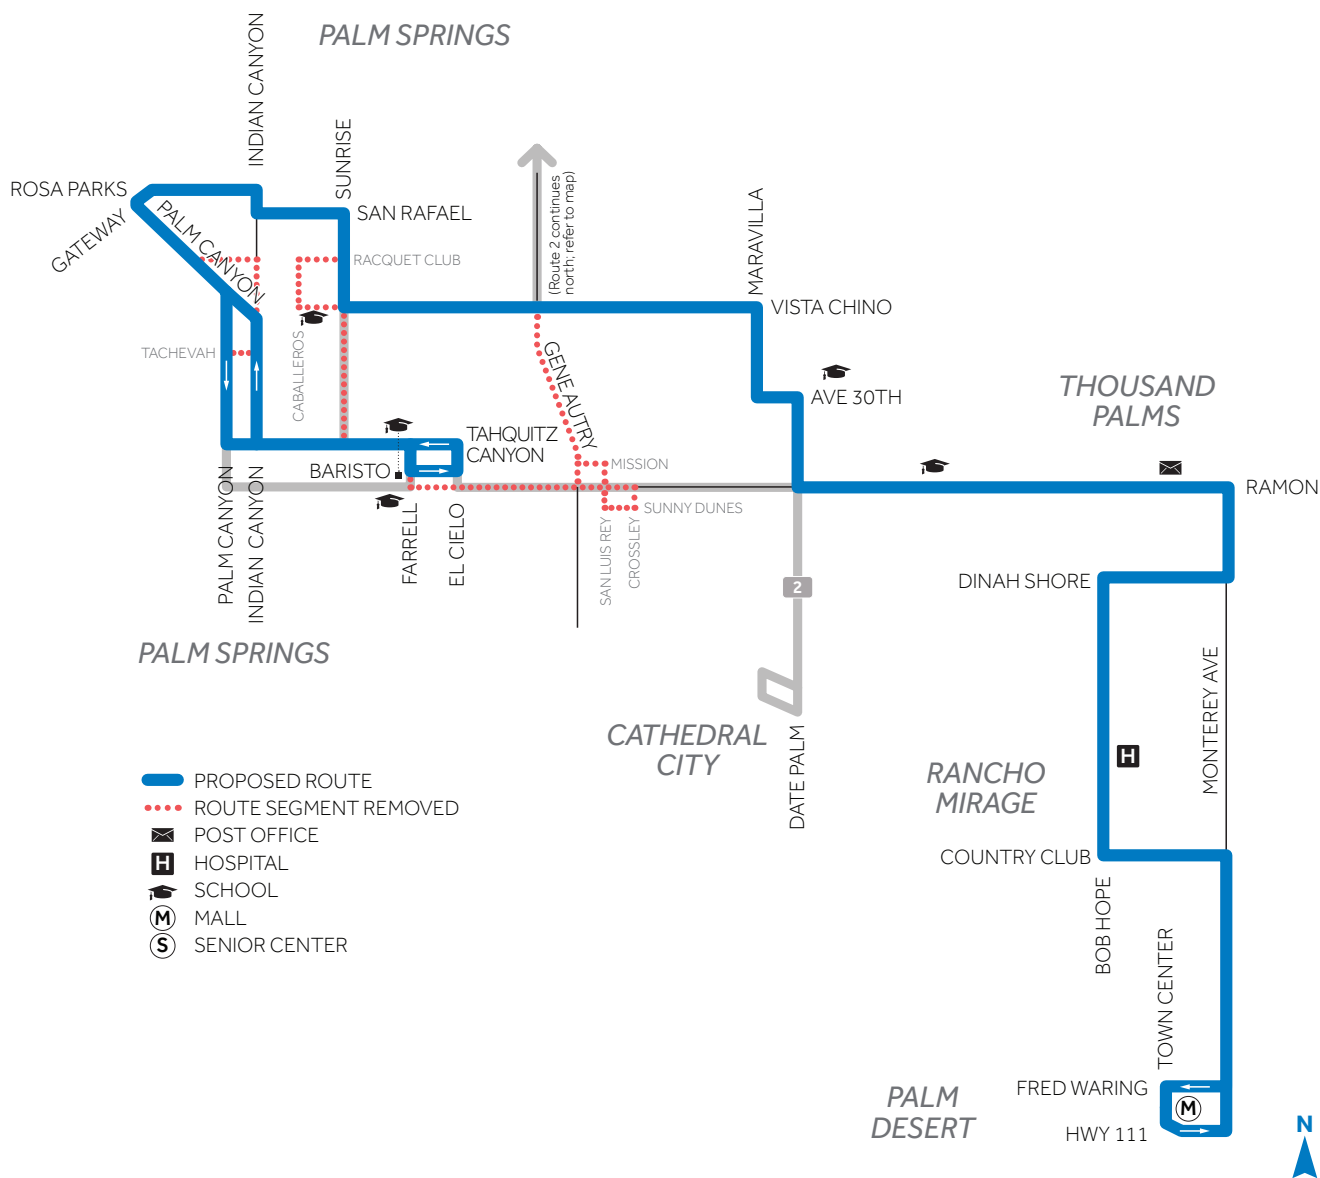 PALM SPRINGS
INDIAN CANYON
SUNRISE
ROSA PARKS
GATEWAY
PALM CANYON
SAN RAFAEL
RACQUET CLUB
(Route 2 continues
north; refer to map)
MARAVILLA
VISTA CHINO
TACHEVAH
CABALLEROS
GENE AUTRY
AVE 30TH
THOUSAND
PALMS
TAHQUITZ
CANYON
BARISTO
MISSION
RAMON
SUNNY DUNES
PALM CANYON
INDIAN CANYON
FARRELL
EL CIELO
SAN LUIS REY
CROSSLEY
2
DINAH SHORE
PALM SPRINGS
MONTEREY AVE
CATHEDRAL
CITY
DATE PALM
RANCHO
MIRAGE
H
PROPOSED ROUTE
ROUTE SEGMENT REMOVED
POST OFFICE
H HOSPITAL
SCHOOL
M MALL
S SENIOR CENTER
COUNTRY CLUB
BOB HOPE
TOWN CENTER
FRED WARING
PALM
DESERT
M
HWY 111
N